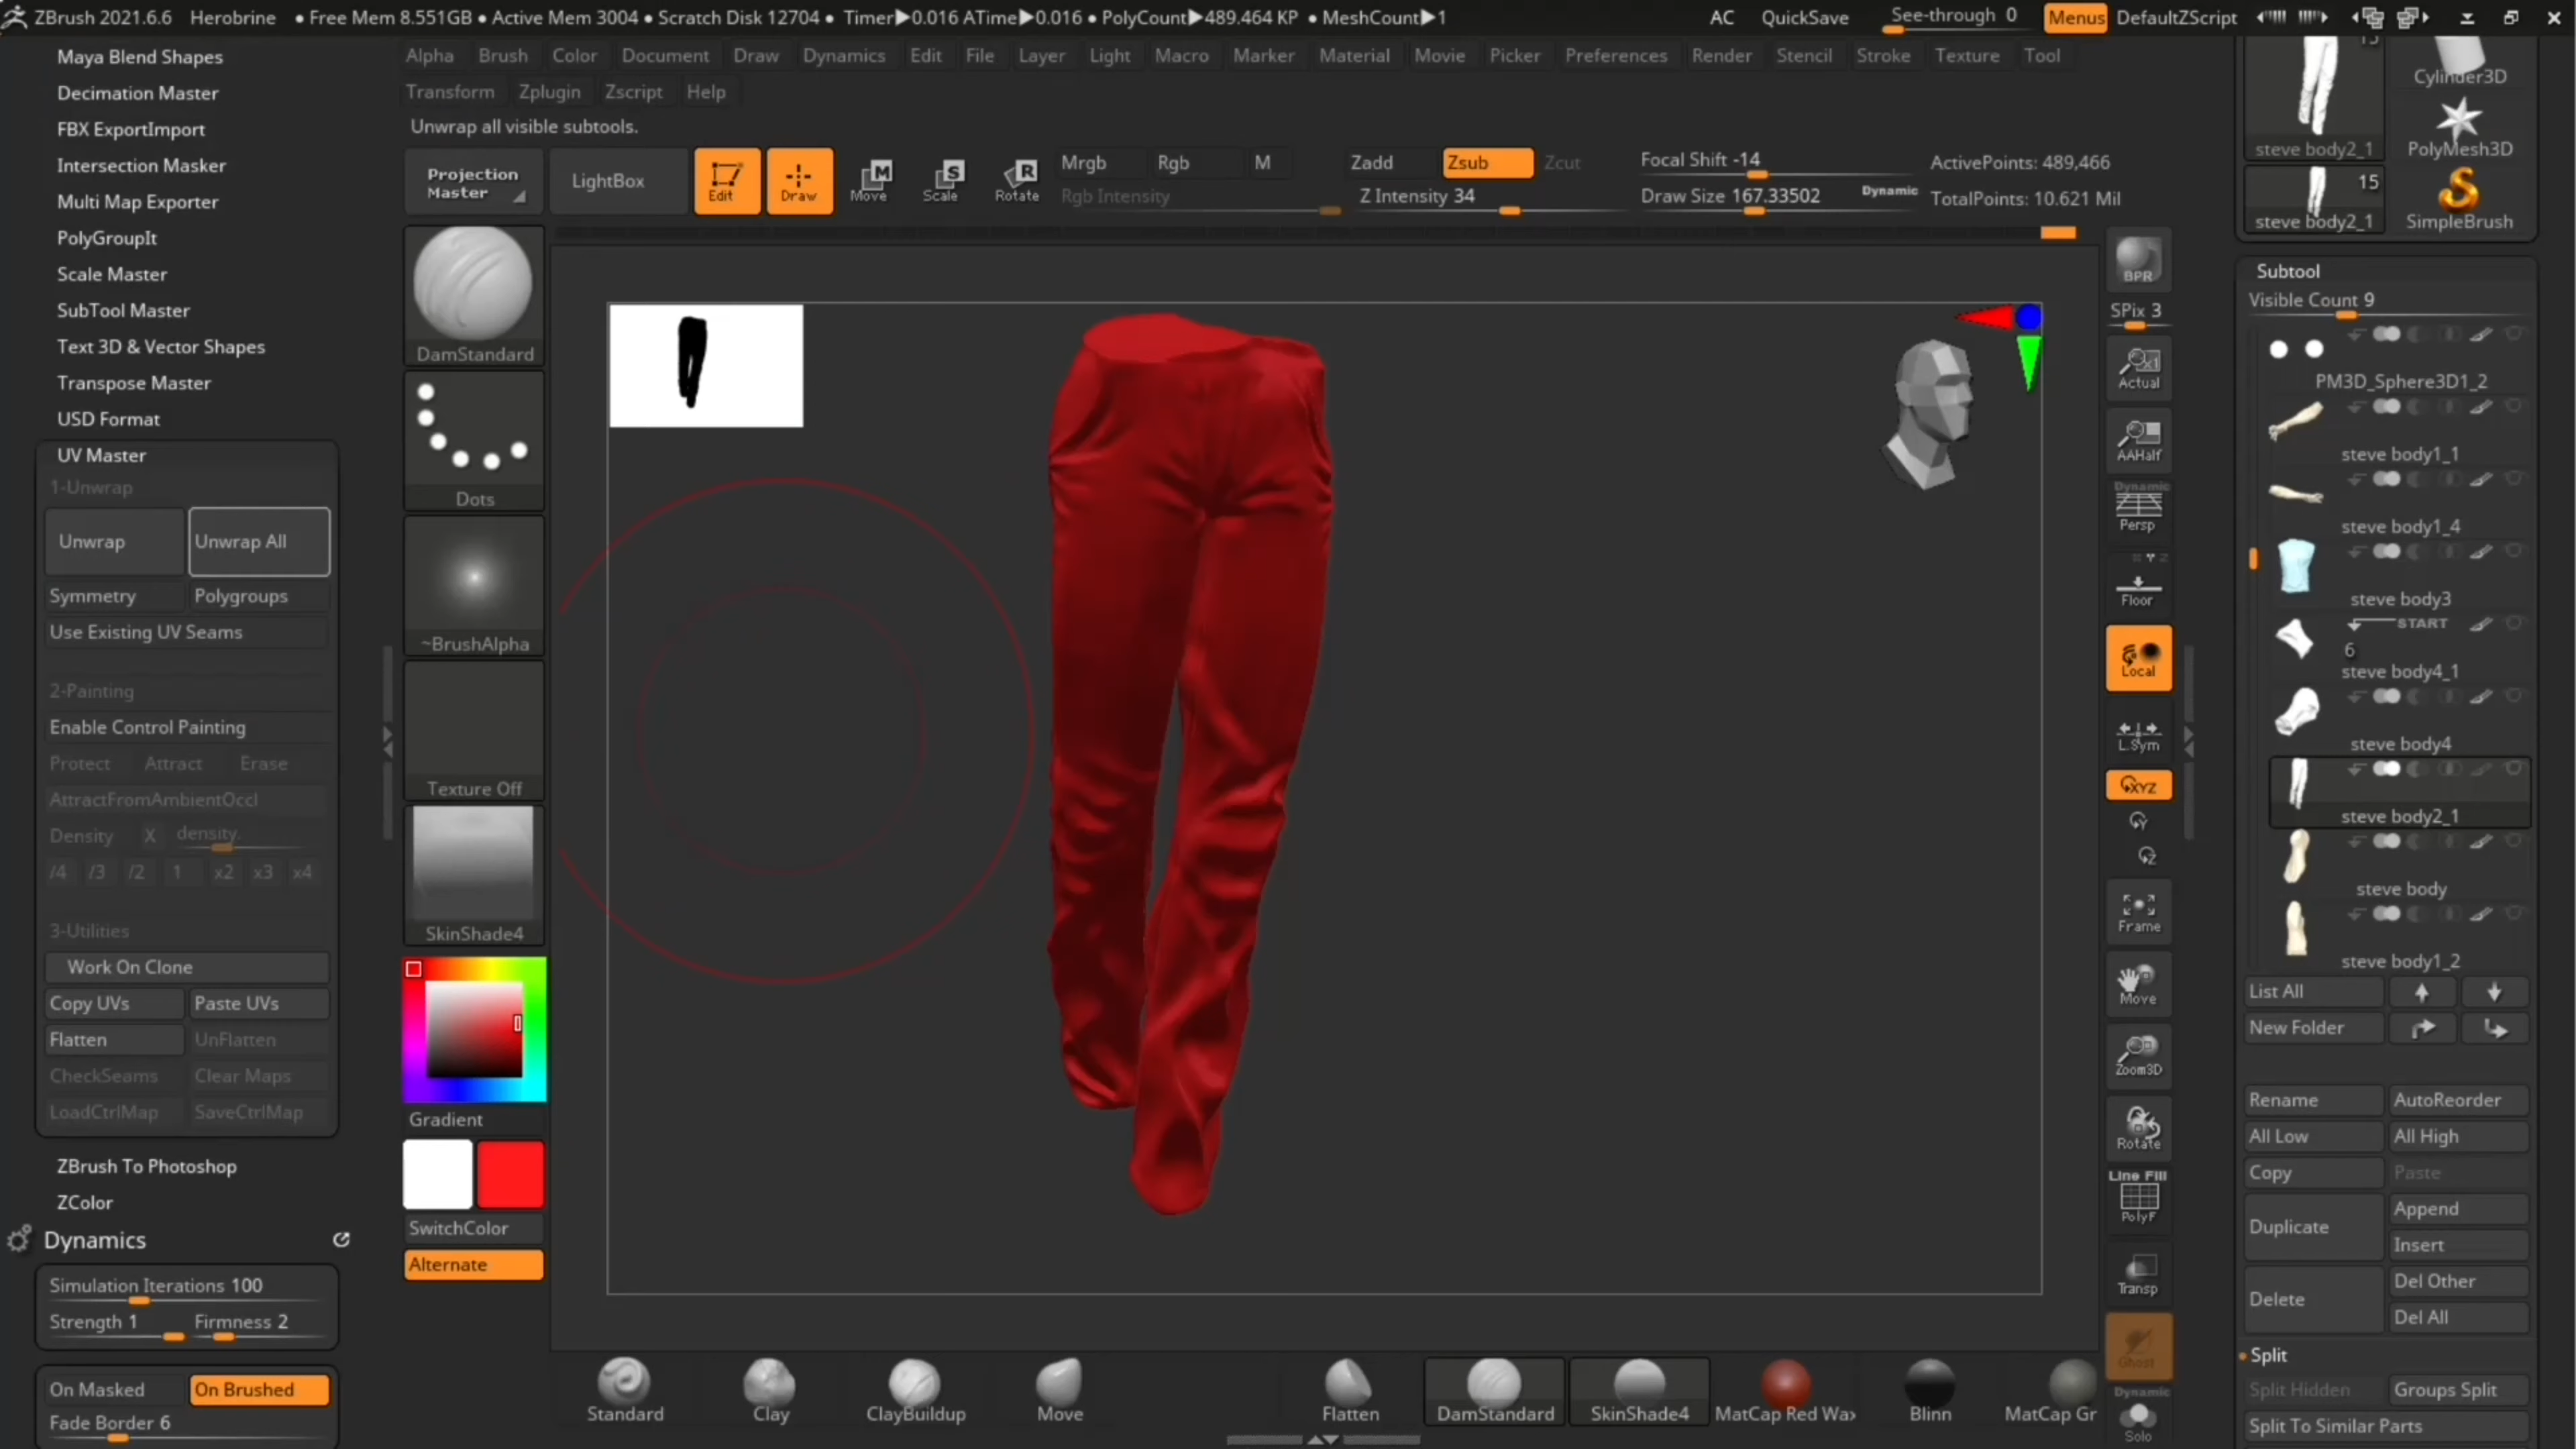 ZBrush 2021.6.6 Herobrine • Free Mem 8.551GB • Active Mem 3004 • Scratch Disk 12704 • Timer▶0.016 ATime▶0.016 • PolyCount▶489.464 KP • MeshCount▶1 AC QuickSave See-through 0 Menus DefaultZScript
Alpha Brush Color Document Draw Dynamics Edit File Layer Light Macro Marker Material Movie Picker Preferences Render Stencil Stroke Texture Tool
Transform Zplugin Zscript Help
Unwrap all visible subtools.
Maya Blend Shapes
Decimation Master
FBX ExportImport
Intersection Masker
Multi Map Exporter
PolyGroupIt
Scale Master
SubTool Master
Text 3D & Vector Shapes
Transpose Master
USD Format
UV Master
1-Unwrap
Unwrap Unwrap All
Symmetry Polygroups
Use Existing UV Seams
2-Painting
Enable Control Painting
Protect Attract Erase
AttractFromAmbientOccl
Density X density.
/4 /3 /2 1 x2 x3 x4
3-Utilities
Work On Clone
Copy UVs Paste UVs
Flatten UnFlatten
CheckSeams Clear Maps
LoadCtrlMap SaveCtrlMap
ZBrush To Photoshop
ZColor
Dynamics
Simulation Iterations 100
Strength 1 Firmness 2
On Masked On Brushed
Fade Border 6
Projection
Master
LightBox
Edit Draw Move Scale Rotate
M S R
Mrgb Rgb M
Rgb Intensity
Zadd Zsub Zcut
Z Intensity 34
Focal Shift -14
Draw Size 167.33502 Dynamic
ActivePoints: 489,466
TotalPoints: 10.621 Mil
DamStandard
Dots
~BrushAlpha
Texture Off
SkinShade4
Gradient
SwitchColor
Alternate
BPR
SPix 3
Actual
AAHalf
Dynamic
Persp
Floor
Local
L.Sym
XYZ
Y
Z
Frame
Move
Zoom3D
Rotate
Line Fill
PolyF
Transp
Ghost
Dynamic
Solo
Standard Clay ClayBuildup Move Flatten DamStandard SkinShade4 MatCap Red Wax Blinn MatCap Gr
15
steve body2_1
Cylinder3D
PolyMesh3D
15
steve body2_1
SimpleBrush
Subtool
Visible Count 9
PM3D_Sphere3D1_2
steve body1_1
steve body1_4
steve body3
START
6
steve body4_1
steve body4
steve body2_1
steve body
steve body1_2
List All
New Folder
Rename AutoReorder
All Low All High
Copy Paste
Duplicate Append
Insert
Delete Del Other
Del All
Split
Split Hidden Groups Split
Split To Similar Parts